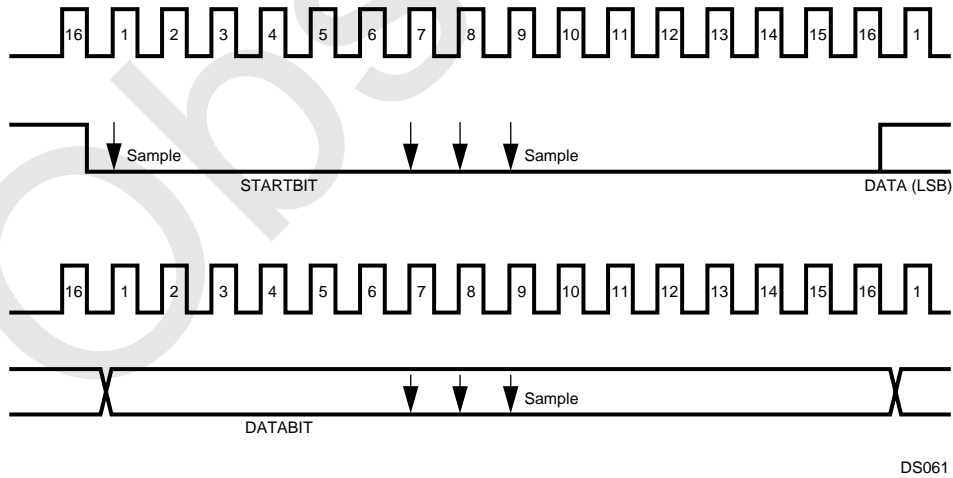 16 1 2 3 4 5 6 7 8 9 10 11 12 13 14 15 16 1
Sample Sample
STARTBIT DATA (LSB)
16 1 2 3 4 5 6 7 8 9 10 11 12 13 14 15 16 1
Sample
DATABIT
DS061
Obs